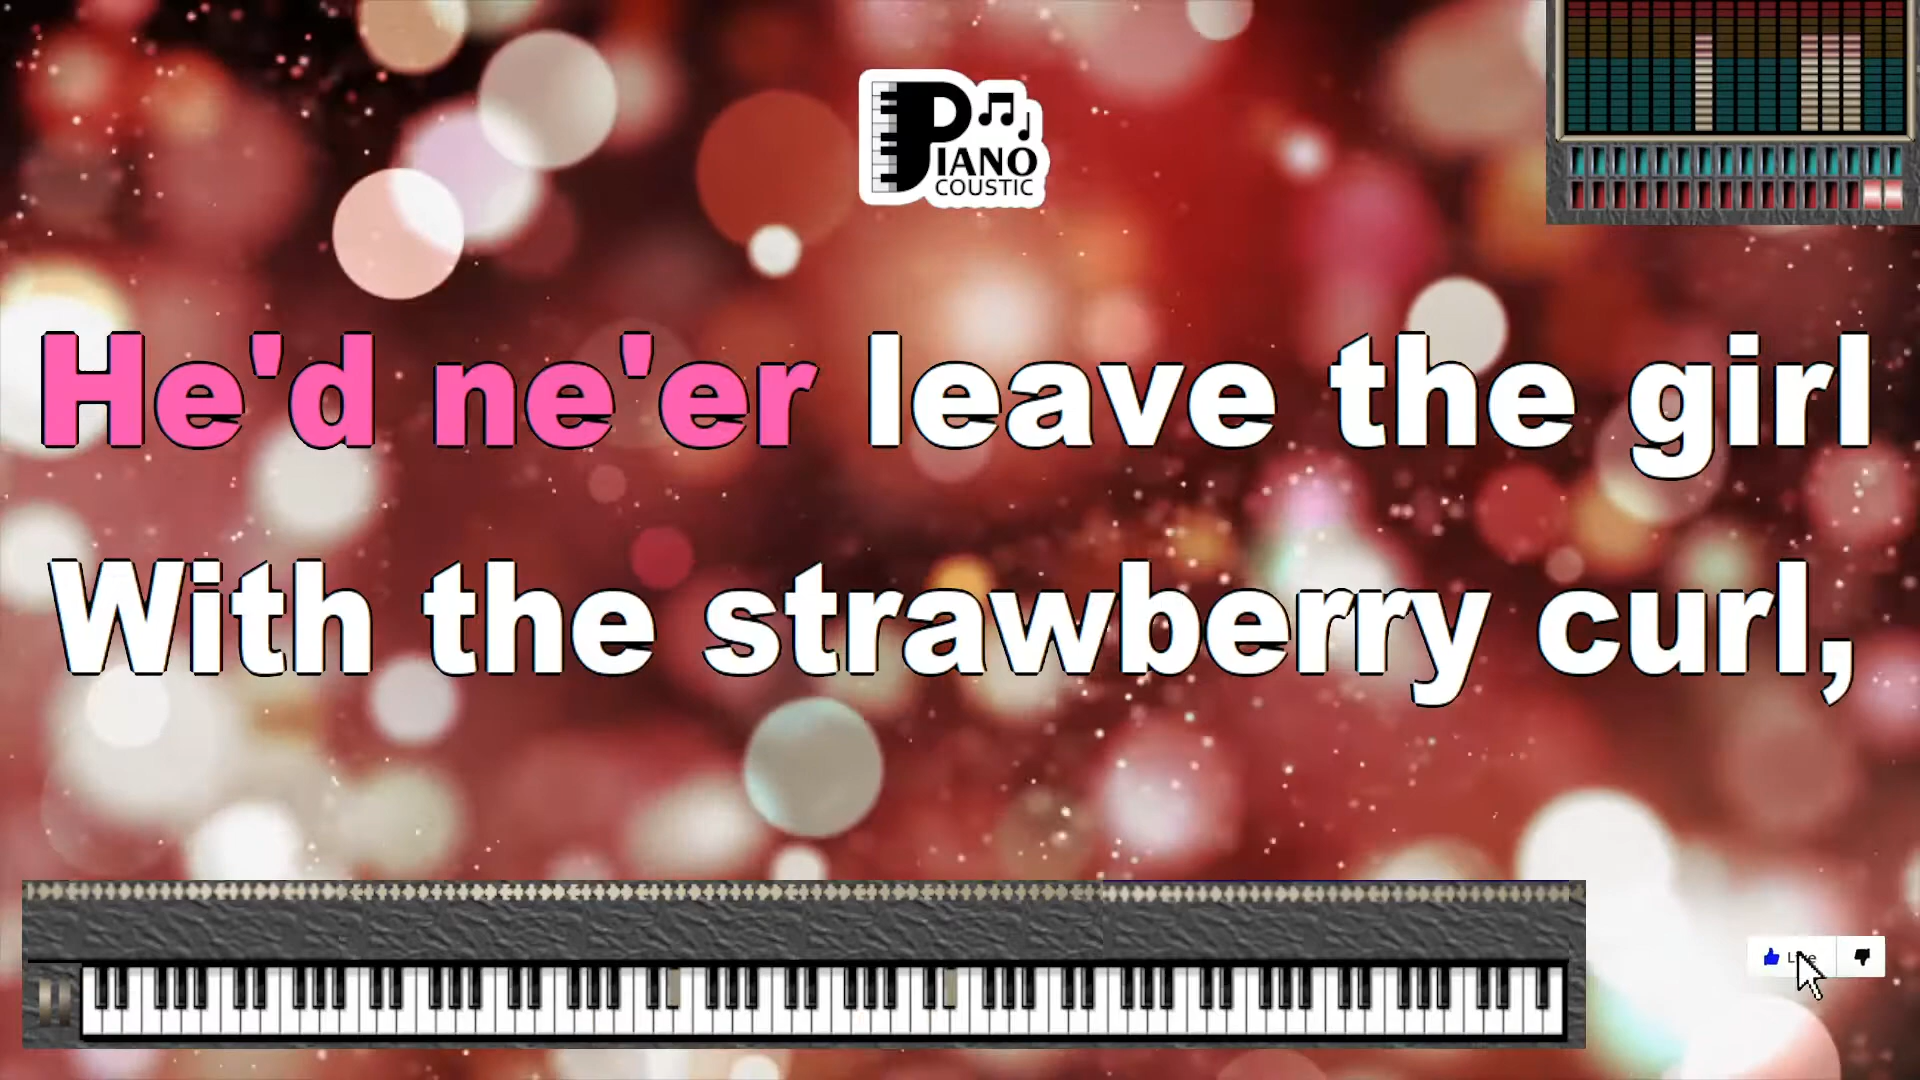 PIANO
COUSTIC
He'd ne'er leave the girl
With the strawberry curl,